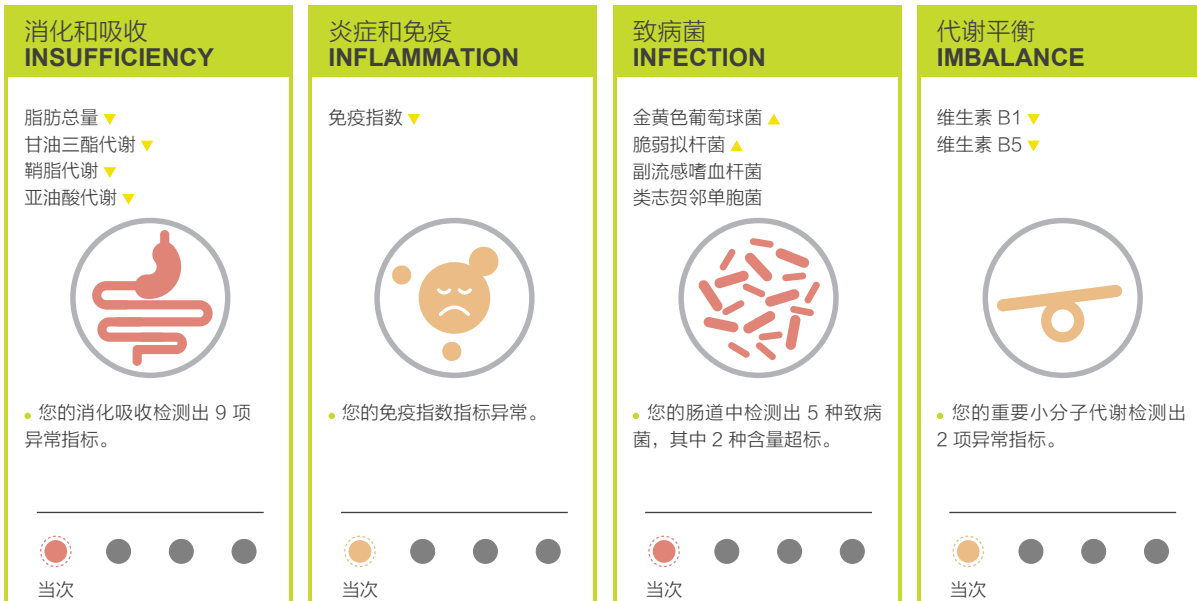 消化和吸收
INSUFFICIENCY
脂肪总量 ▼
甘油三酯代谢 ▼
鞘脂代谢 ▼
亚油酸代谢 ▼
• 您的消化吸收检测出 9 项
异常指标。
当次
炎症和免疫
INFLAMMATION
免疫指数 ▼
• 您的免疫指数指标异常。
当次
致病菌
INFECTION
金黄色葡萄球菌 ▲
脆弱拟杆菌 ▲
副流感嗜血杆菌
类志贺邻单胞菌
• 您的肠道中检测出 5 种致病
菌，其中 2 种含量超标。
当次
代谢平衡
IMBALANCE
维生素 B1 ▼
维生素 B5 ▼
• 您的重要小分子代谢检测出
2 项异常指标。
当次